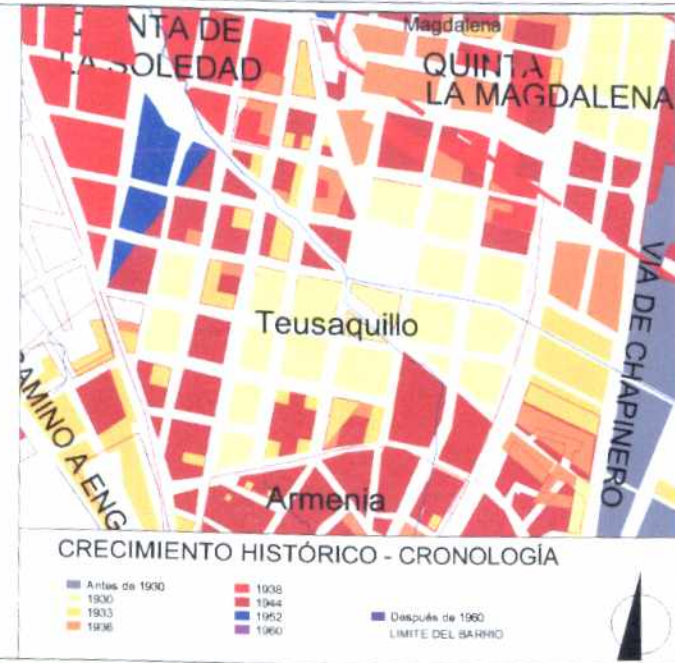 NTA DE
LA SOLEDAD
Magdalena
QUINTA
LA MAGDALENA
VIA DE CHAPINERO
Teusaquillo
CAMINO A ENG
Armenia
CRECIMIENTO HISTÓRICO - CRONOLOGÍA
Antes de 1930
1930
1933
1936
1938
1944
1952
1960
Después de 1960
LIMITE DEL BARRIO